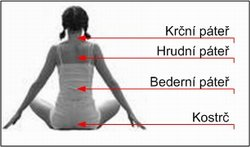 Krční páteř
Hrudní páteř
Bederní páteř
Kostrč